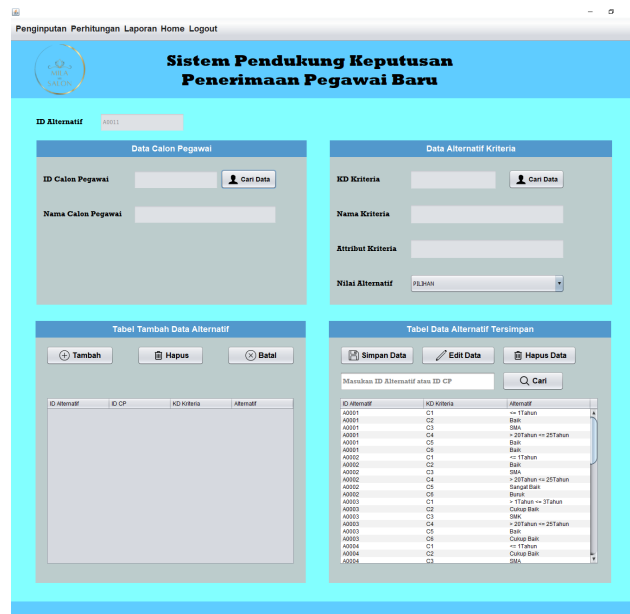 Penginputan Perhitungan Laporan Home Logout
Sistem Pendukung Keputusan
Penerimaan Pegawai Baru
ID Alternatif A0011
Data Calon Pegawai
ID Calon Pegawai Cari Data
Nama Calon Pegawai
Data Alternatif Kriteria
KD Kriteria Cari Data
Nama Kriteria
Attribut Kriteria
Nilai Alternatif PILIHAN
Tabel Tambah Data Alternatif
Tambah Hapus Batal
ID Alternatif ID CP KD Kriteria Alternatif
Tabel Data Alternatif Tersimpan
Simpan Data Edit Data Hapus Data
Masukan ID Alternatif atau ID CP Cari
ID Alternatif KD Kriteria Alternatif
A0001 C1 <= 1Tahun
A0001 C2 Baik
A0001 C3 SMA
A0001 C4 > 20Tahun <= 25Tahun
A0001 C5 Baik
A0001 C6 Baik
A0002 C1 <= 1Tahun
A0002 C2 Baik
A0002 C3 SMA
A0002 C4 > 20Tahun <= 25Tahun
A0002 C5 Sangat Baik
A0002 C6 Buruk
A0003 C1 > 1Tahun <= 3Tahun
A0003 C2 Cukup Baik
A0003 C3 SMK
A0003 C4 > 20Tahun <= 25Tahun
A0003 C5 Baik
A0003 C6 Cukup Baik
A0004 C1 <= 1Tahun
A0004 C2 Cukup Baik
A0004 C3 SMA